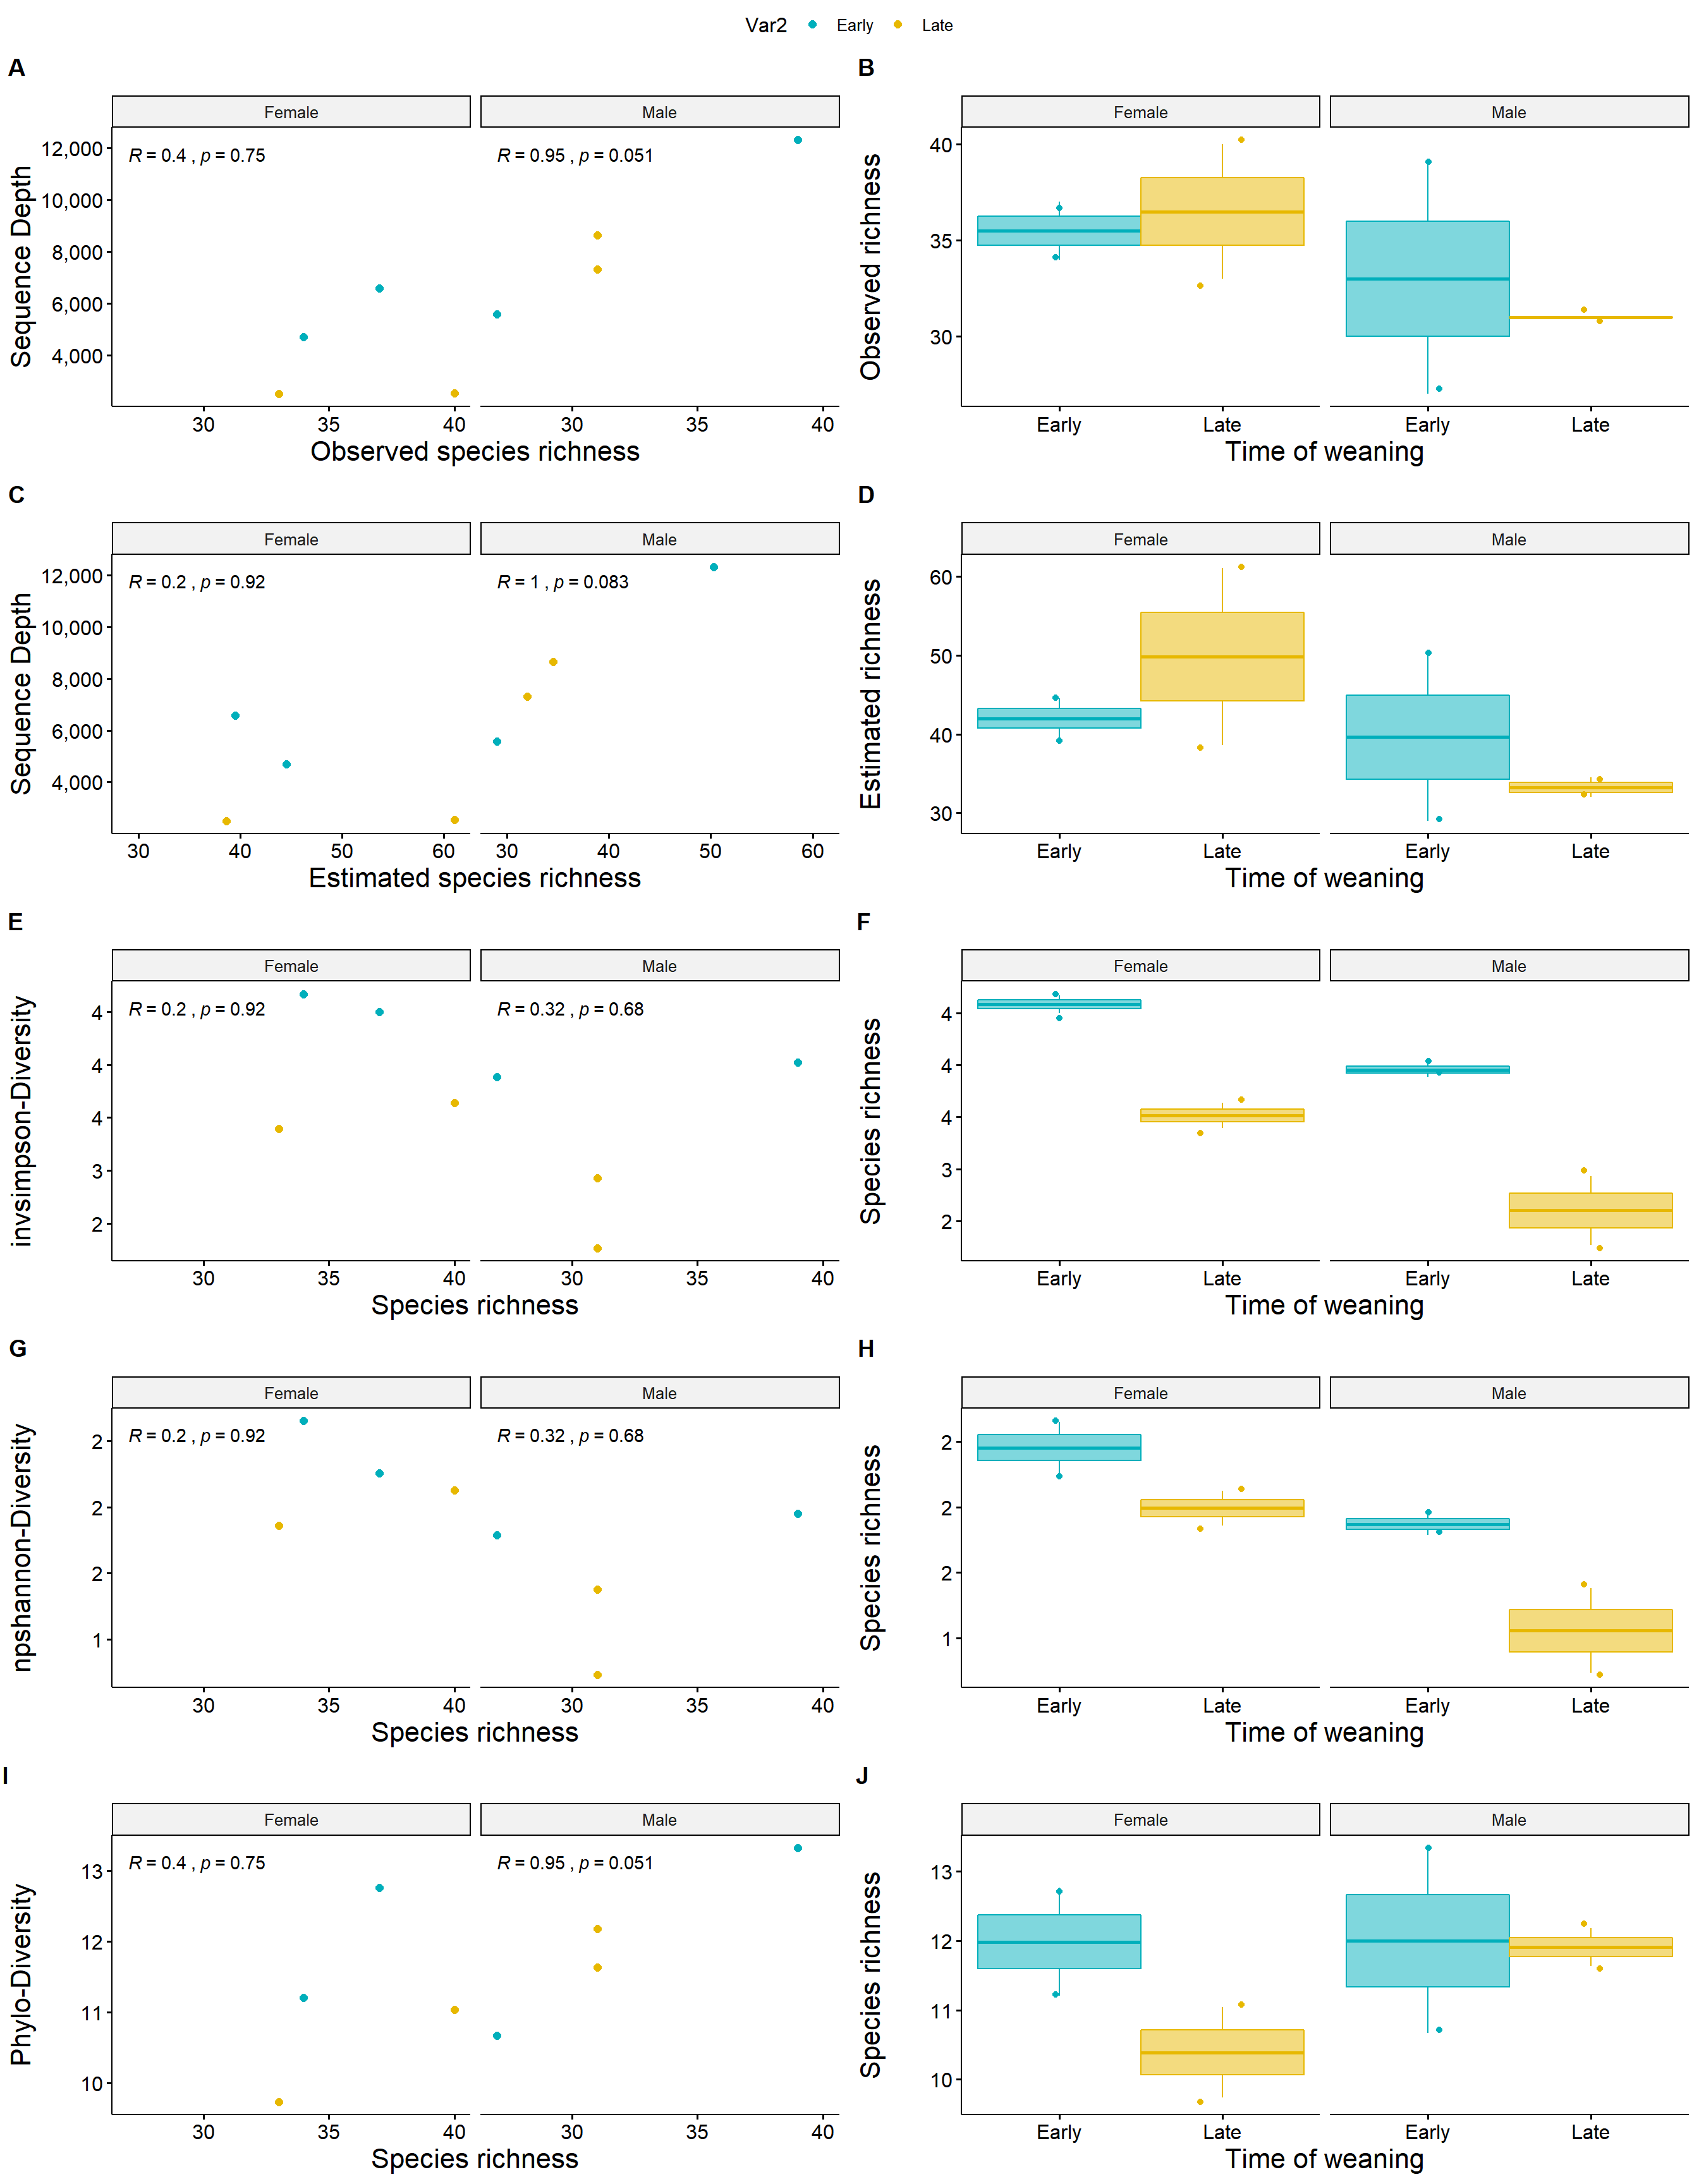 Var2 Early Late
A
Female Male
R = 0.4 , p = 0.75 R = 0.95 , p = 0.051
12,000
10,000
8,000
6,000
4,000
Sequence Depth
30 35 40 30 35 40
Observed species richness
B
Female Male
40
35
30
Observed richness
Early Late Early Late
Time of weaning
C
Female Male
R = 0.2 , p = 0.92 R = 1 , p = 0.083
12,000
10,000
8,000
6,000
4,000
Sequence Depth
30 40 50 60 30 40 50 60
Estimated species richness
D
Female Male
60
50
40
30
Estimated richness
Early Late Early Late
Time of weaning
E
Female Male
R = 0.2 , p = 0.92 R = 0.32 , p = 0.68
4
4
4
3
2
invsimpson-Diversity
30 35 40 30 35 40
Species richness
F
Female Male
4
4
4
3
2
Species richness
Early Late Early Late
Time of weaning
G
Female Male
R = 0.2 , p = 0.92 R = 0.32 , p = 0.68
2
2
2
1
npshannon-Diversity
30 35 40 30 35 40
Species richness
H
Female Male
2
2
2
1
Species richness
Early Late Early Late
Time of weaning
I
Female Male
R = 0.4 , p = 0.75 R = 0.95 , p = 0.051
13
12
11
10
Phylo-Diversity
30 35 40 30 35 40
Species richness
J
Female Male
13
12
11
10
Species richness
Early Late Early Late
Time of weaning